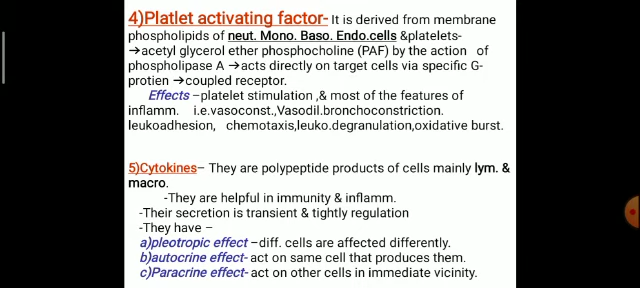 4)Platlet activating factor- It is derived from membrane
phospholipids of neut. Mono. Baso. Endo.cells &platelets-
→acetyl glycerol ether phosphocholine (PAF) by the action of
phospholipase A →acts directly on target cells via specific G-
protien →coupled receptor.
Effects –platelet stimulation ,& most of the features of
inflamm. i.e.vasoconst.,Vasodil.bronchoconstriction.
leukoadhesion, chemotaxis,leuko.degranulation,oxidative burst.
5)Cytokines– They are polypeptide products of cells mainly lym. &
macro.
-They are helpful in immunity & inflamm.
-Their secretion is transient & tightly regulation
-They have –
a)pleotropic effect –diff. cells are affected differently.
b)autocrine effect- act on same cell that produces them.
c)Paracrine effect- act on other cells in immediate vicinity.